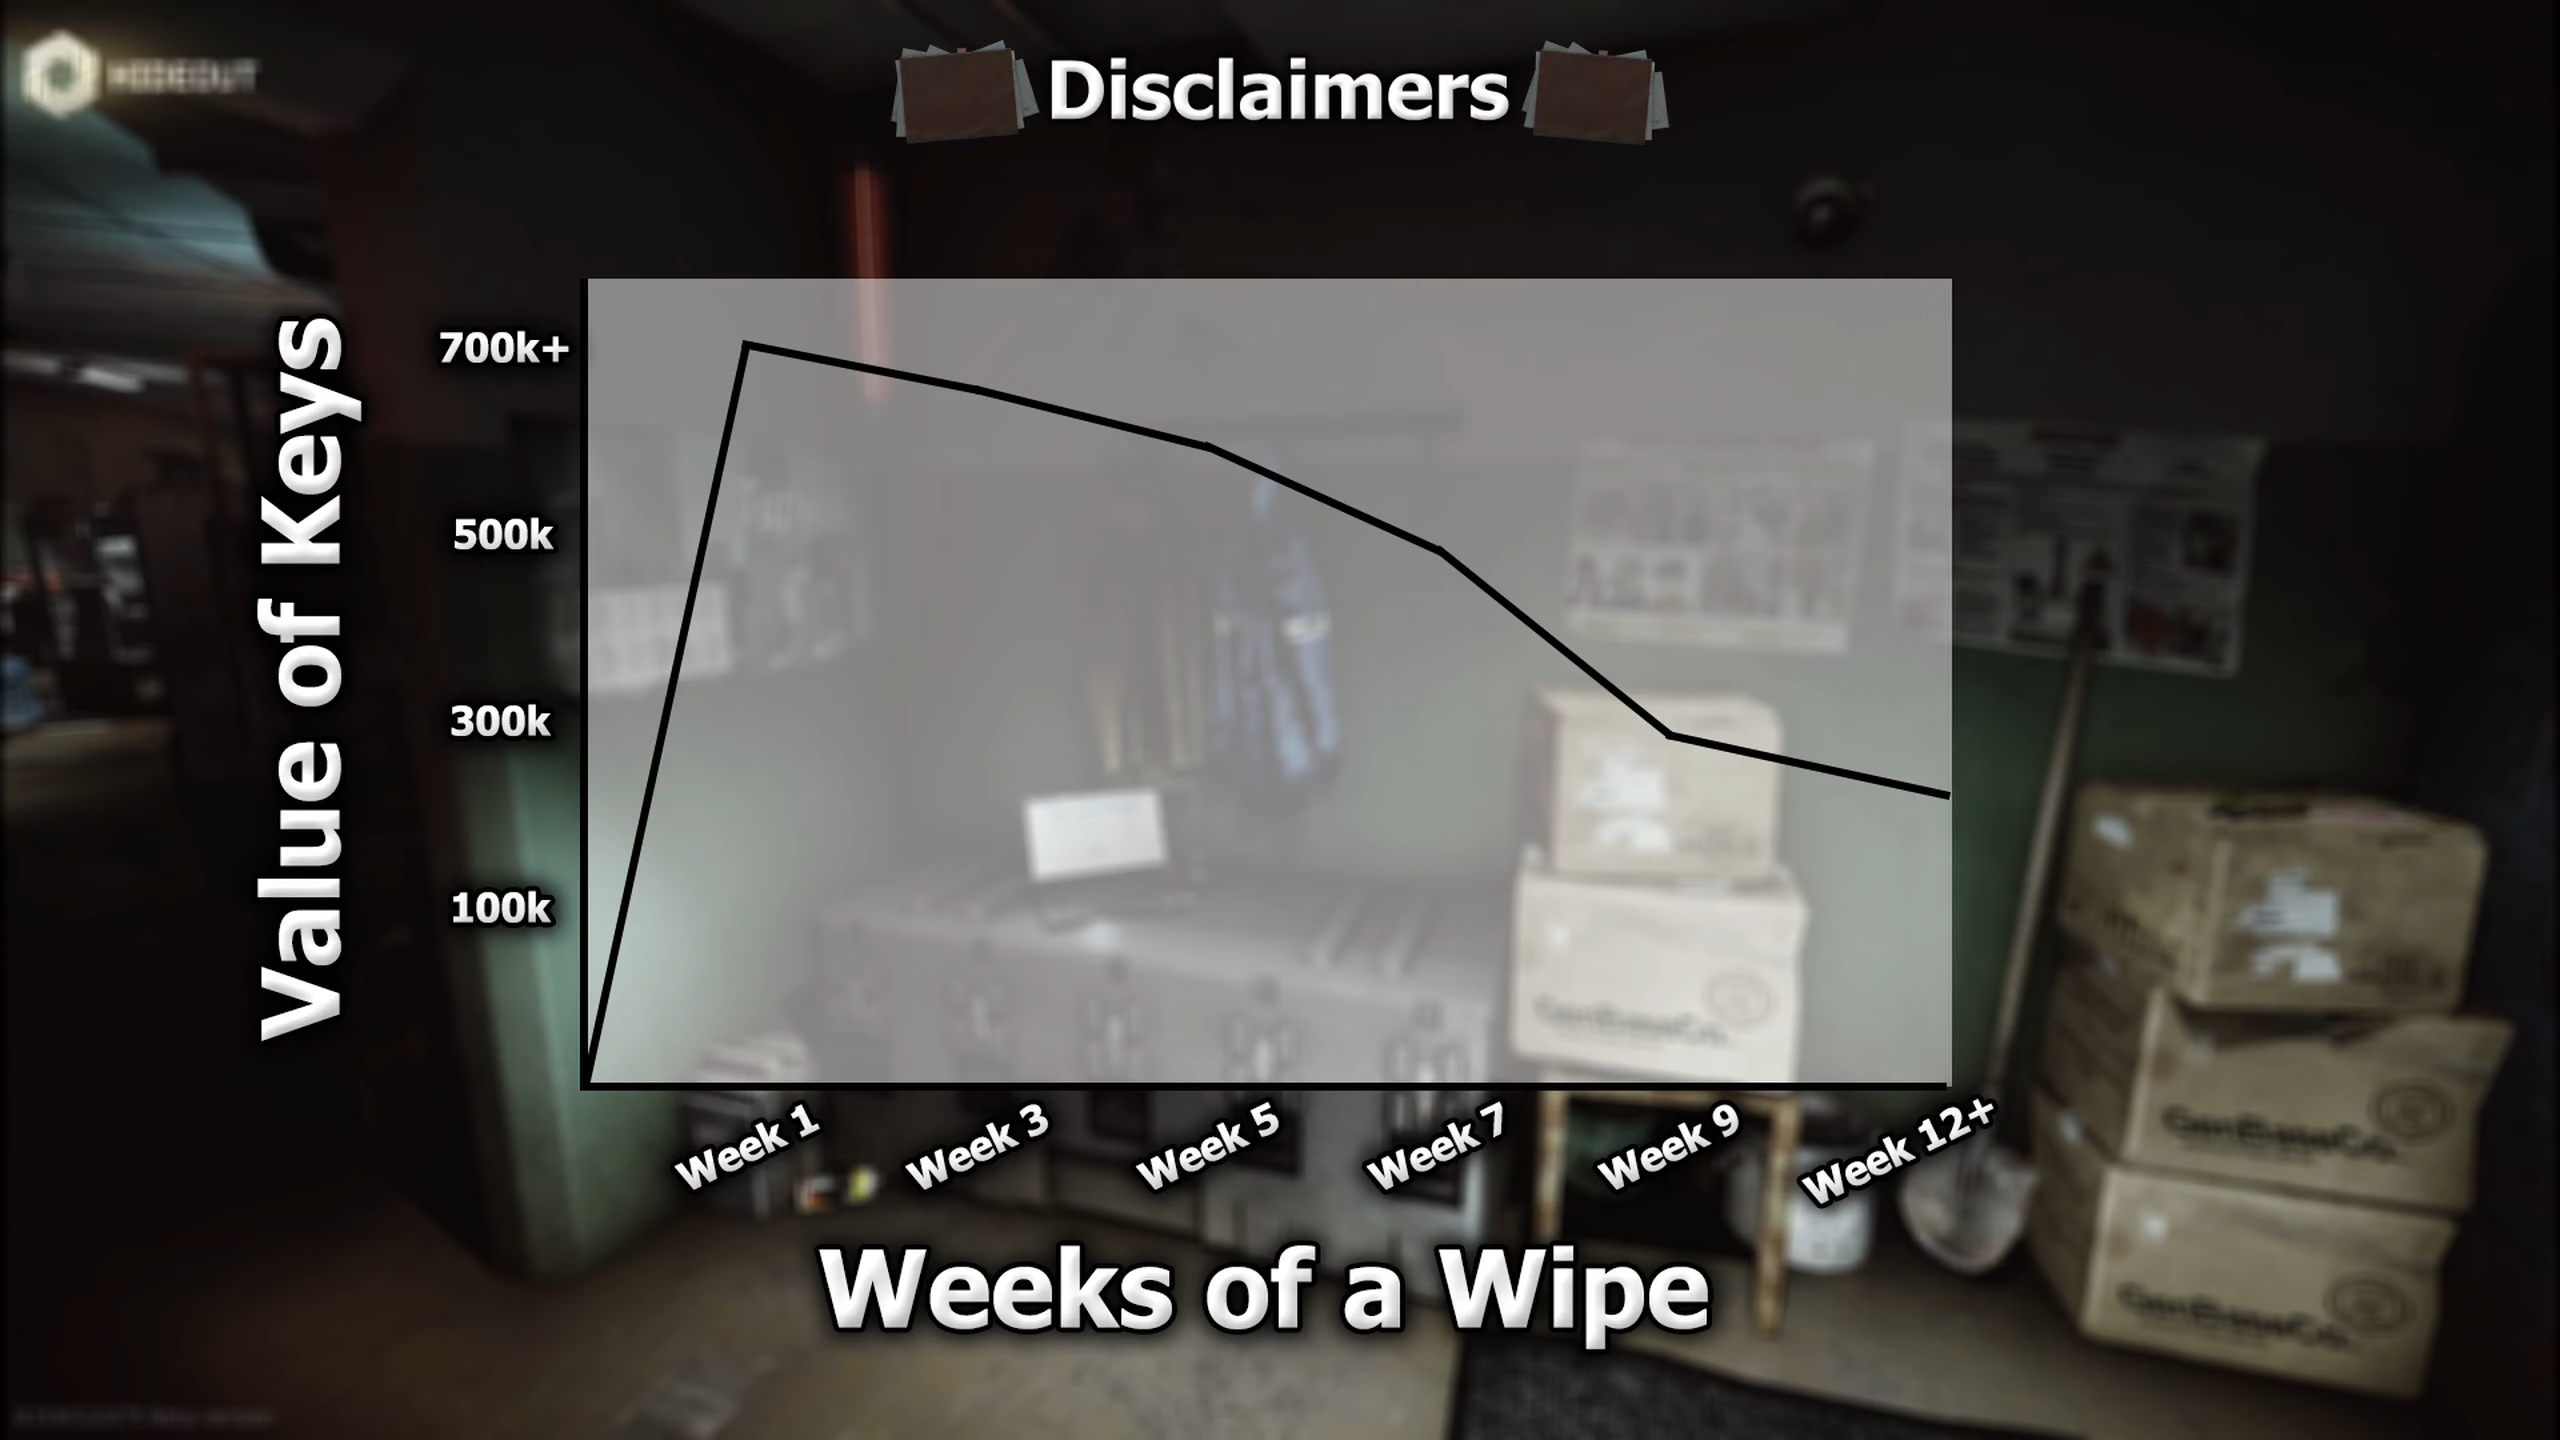 HIDEOUT
Disclaimers
Value of Keys
700k+
500k
300k
100k
Week 1
Week 3
Week 5
Week 7
Week 9
Week 12+
Weeks of a Wipe